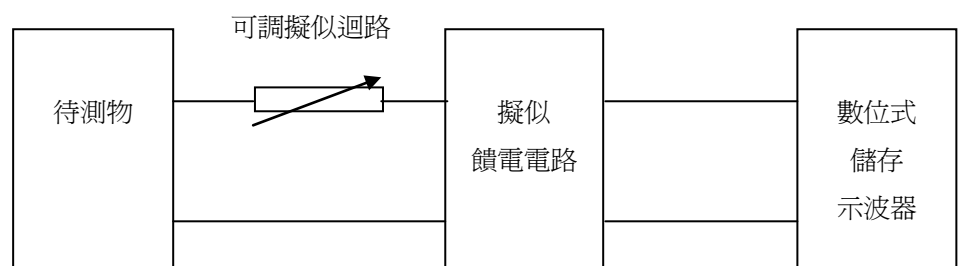 可調擬似迴路
待測物
擬似
饋電電路
數位式
儲存
示波器